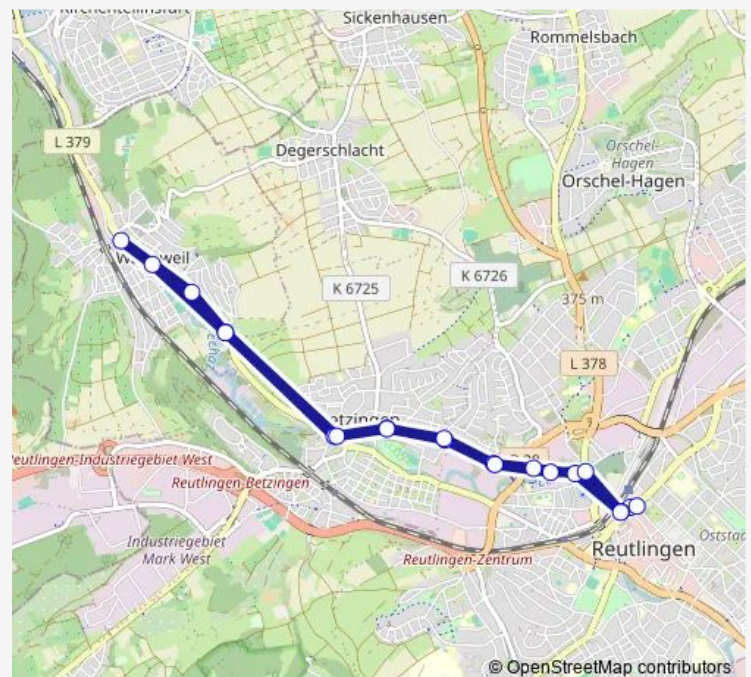 Sickenhausen
Rommelsbach
L 379
Degerschlacht
Orschel-
Hagen
Orschel-Hagen
K 6725
K 6726
375 m
L 378
Reutlingen-Industriegebiet West
Reutlingen-Betzingen
Industriegebiet
Mark West
Reutlingen-Zentrum
Reutlingen
© OpenStreetMap contributors